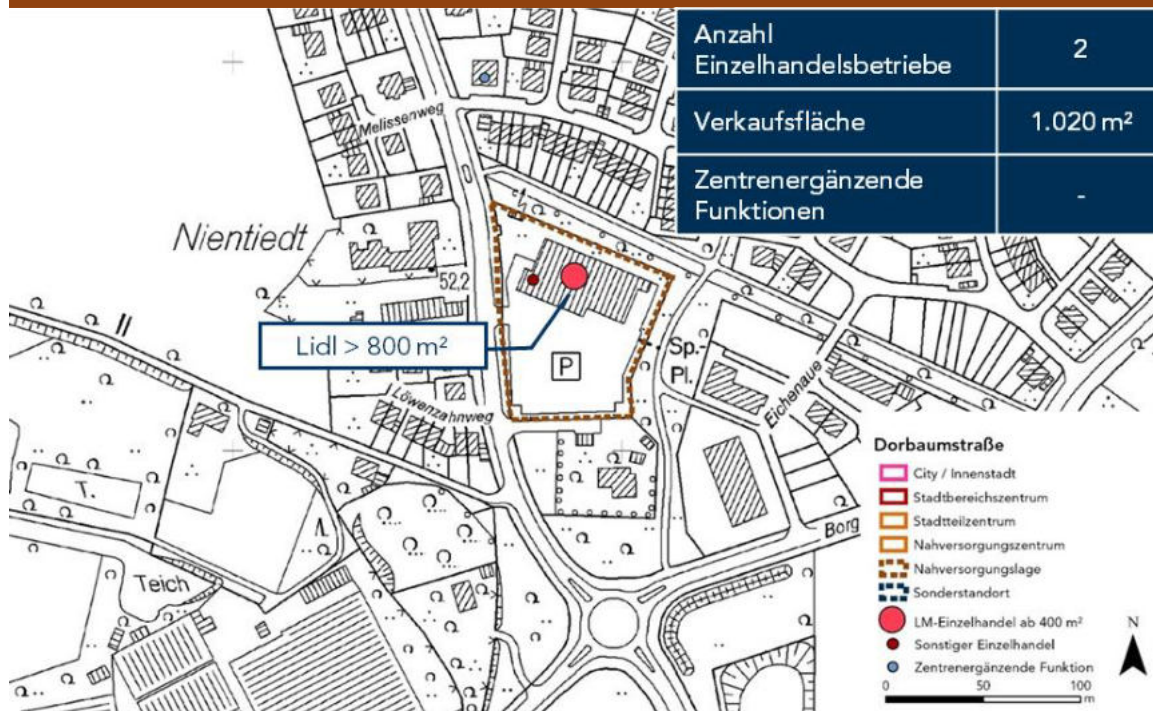 Anzahl
Einzelhandelsbetriebe
2
Verkaufsfläche
1.020 m²
Zentrenergänzende
Funktionen
-
Melissenweg
Nientiedt
52,2
Lidl > 800 m²
P
Sp.-
Pl.
Löwenzahnweg
Eichenaue
T.
Teich
Borg
Dorbaumstraße
City / Innenstadt
Stadtbereichszentrum
Stadtteilzentrum
Nahversorgungszentrum
Nahversorgungslage
Sonderstandort
LM-Einzelhandel ab 400 m²
Sonstiger Einzelhandel
Zentrenergänzende Funktion
N
0 50 100
m